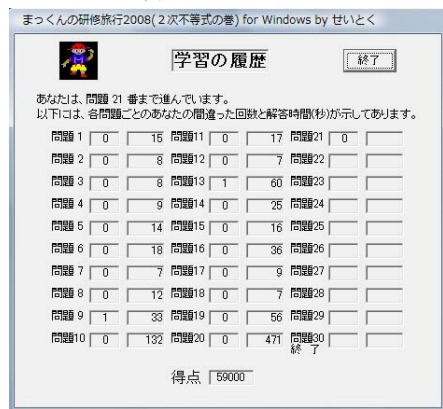 まっくんの研修旅行2008(２次不等式の巻) for Windows by せいとく
学習の履歴
終了
あなたは、問題 21 番まで進んでいます。
以下には、各問題ごとのあなたの間違った回数と解答時間(秒)が示してあります。
問題 1 0 15 問題11 0 17 問題21 0
問題 2 0 8 問題12 0 7 問題22
問題 3 0 8 問題13 1 60 問題23
問題 4 0 9 問題14 0 25 問題24
問題 5 0 14 問題15 0 16 問題25
問題 6 0 18 問題16 0 36 問題26
問題 7 0 7 問題17 0 9 問題27
問題 8 0 12 問題18 0 7 問題28
問題 9 1 33 問題19 0 56 問題29
問題10 0 132 問題20 0 471 問題30
終 了
得点 59000